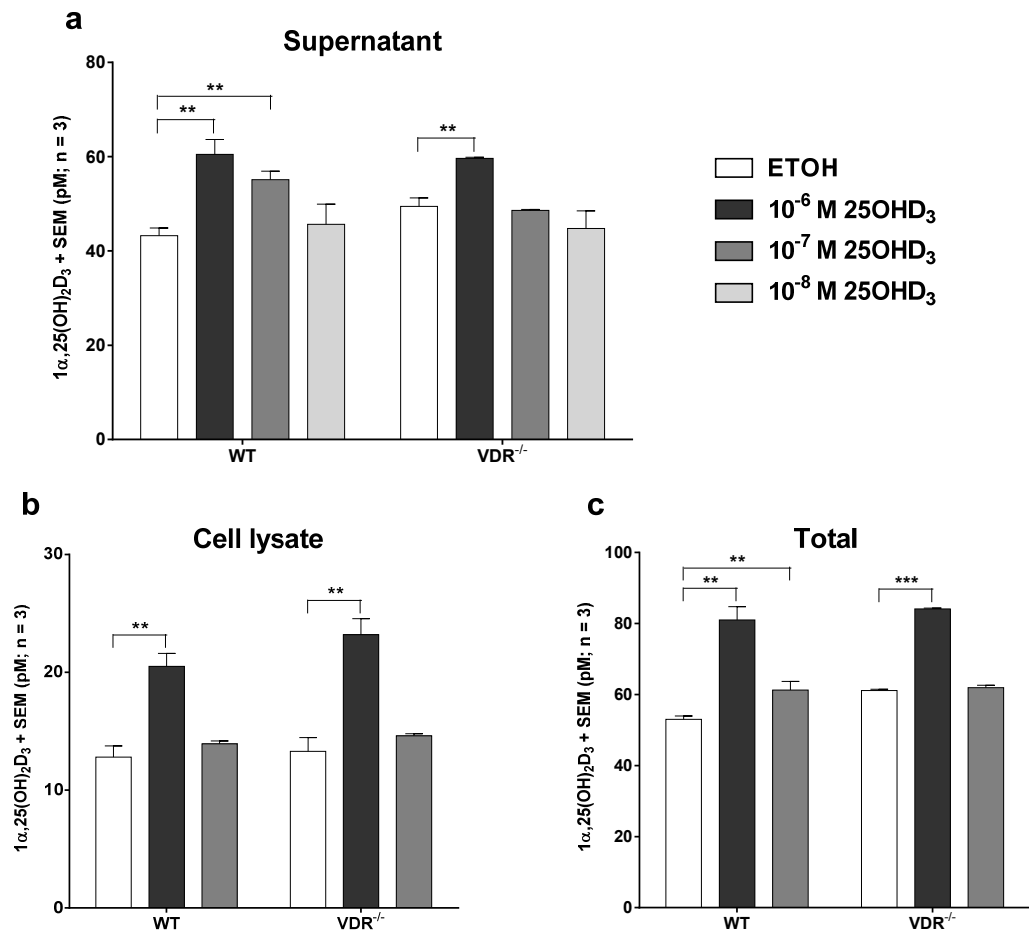 a
Supernatant
1α,25(OH)₂D₃ + SEM (pM; n = 3)
80
60
40
20
0
**
**
**
WT
VDR⁻/⁻
ETOH
10⁻⁶ M 25OHD₃
10⁻⁷ M 25OHD₃
10⁻⁸ M 25OHD₃
b
Cell lysate
1α,25(OH)₂D₃ + SEM (pM; n = 3)
30
20
10
0
**
**
WT
VDR⁻/⁻
c
Total
1α,25(OH)₂D₃ + SEM (pM; n = 3)
100
80
60
40
20
0
**
**
***
WT
VDR⁻/⁻